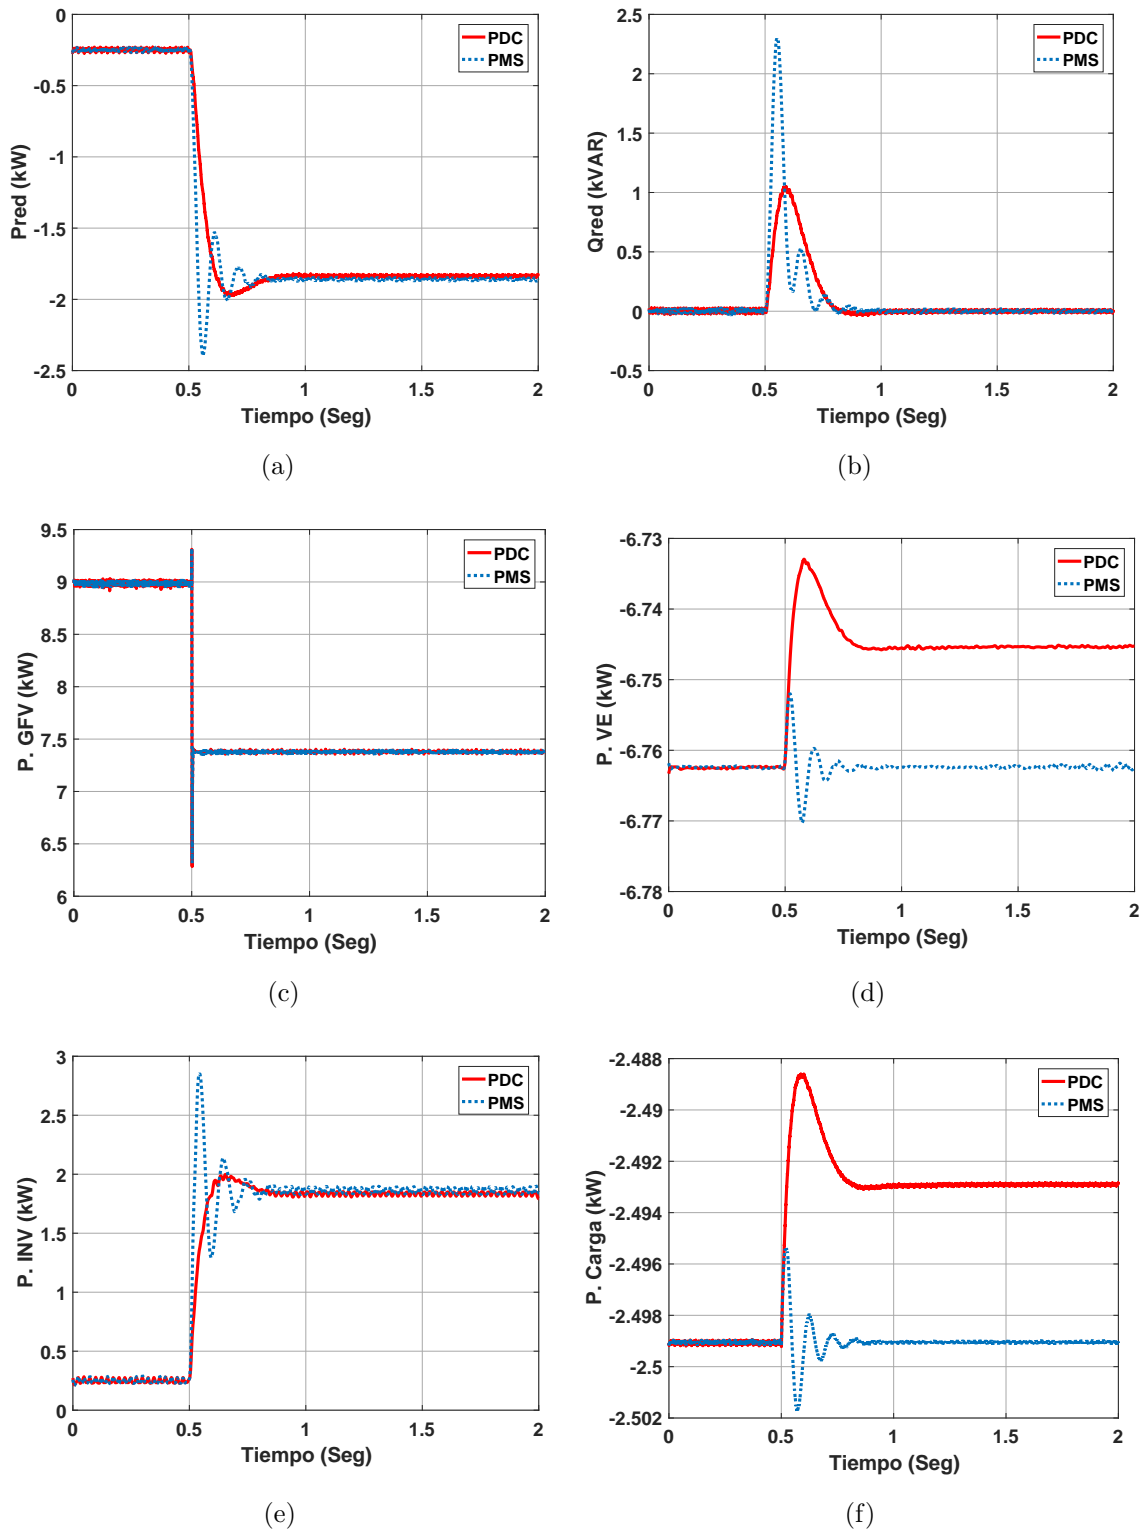 0
-0.5
-1
-1.5
-2
-2.5
0 0.5 1 1.5 2
Pred (kW)
Tiempo (Seg)
PDC
PMS
(a)
2.5
2
1.5
1
0.5
0
-0.5
0 0.5 1 1.5 2
Qred (kVAR)
Tiempo (Seg)
PDC
PMS
(b)
9.5
9
8.5
8
7.5
7
6.5
6
0 0.5 1 1.5 2
P. GFV (kW)
Tiempo (Seg)
PDC
PMS
(c)
-6.73
-6.74
-6.75
-6.76
-6.77
-6.78
0 0.5 1 1.5 2
P. VE (kW)
Tiempo (Seg)
PDC
PMS
(d)
3
2.5
2
1.5
1
0.5
0
0 0.5 1 1.5 2
P. INV (kW)
Tiempo (Seg)
PDC
PMS
(e)
-2.488
-2.49
-2.492
-2.494
-2.496
-2.498
-2.5
-2.502
0 0.5 1 1.5 2
P. Carga (kW)
Tiempo (Seg)
PDC
PMS
(f)